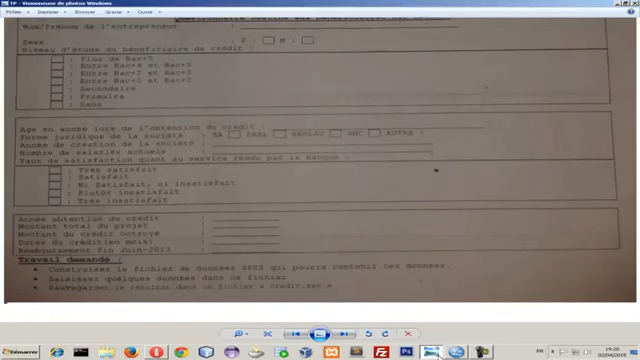 TP - Visionneuse de photos Windows
Fichier Imprimer Envoyer Graver Ouvrir
Nom/Prénom de l'entrepreneur :
Sexe : F : M :
Niveau d'étude du bénéficiaire de crédit :
: Plus de Bac+5
: Entre Bac+4 et Bac+5
: Entre Bac+2 et Bac+3
: Entre Bac+0 et Bac+2
: Secondaire
: Primaire
: Sans
Age en année lors de l'obtention du crédit :
Forme juridique de la société : SA SARL SARLAU SNC AUTRE :
Année de création de la société :
Nombre de salariés actuels :
Taux de satisfaction quant au service rendu par la banque :
: Très satisfait
: Satisfait
: Ni Satisfait, ni insatisfait
: Plutôt insatisfait
: Très insatisfait
Année obtention du crédit :
Montant total du projet :
Montant du crédit octroyé :
Durée du crédit(en mois) :
Remboursement fin Juin-2013 :
Travail demandé :
• Construisez le fichier de données SPSS qui pourra contenir ces données.
• Saisissez quelques données dans ce fichier
• Sauvegarder le résultat dans un fichier « credit.sav »
Démarrer
FR
19:20
02/04/2015